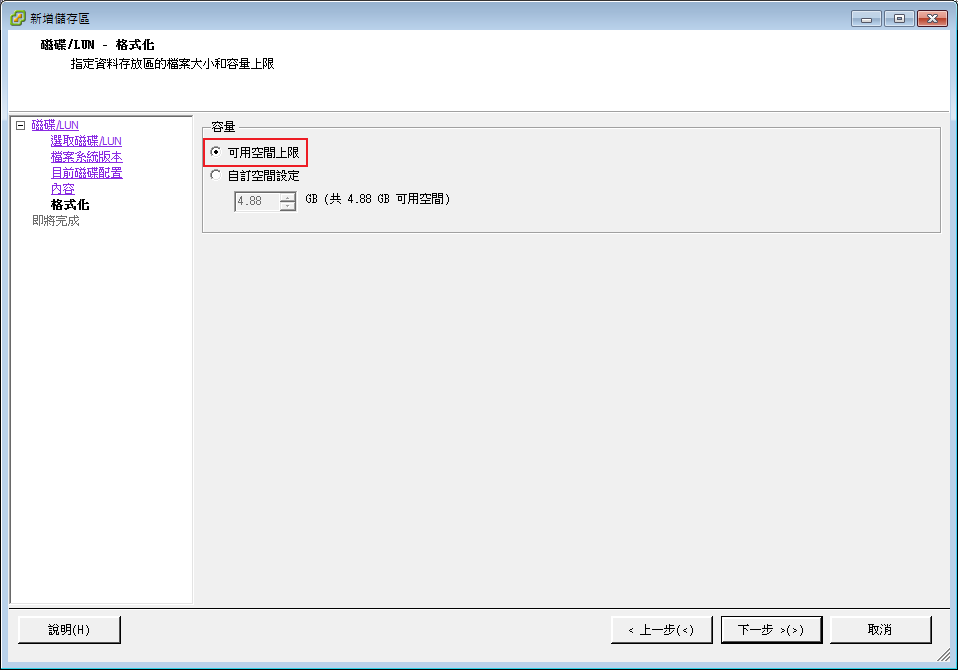 新增儲存區
磁碟/LUN - 格式化
指定資料存放區的檔案大小和容量上限
磁碟/LUN
選取磁碟/LUN
檔案系統版本
目前磁碟配置
內容
格式化
即將完成
容量
可用空間上限
自訂空間設定
4.88 GB (共 4.88 GB 可用空間)
說明(H)
< 上一步(<)
下一步 >(>)
取消